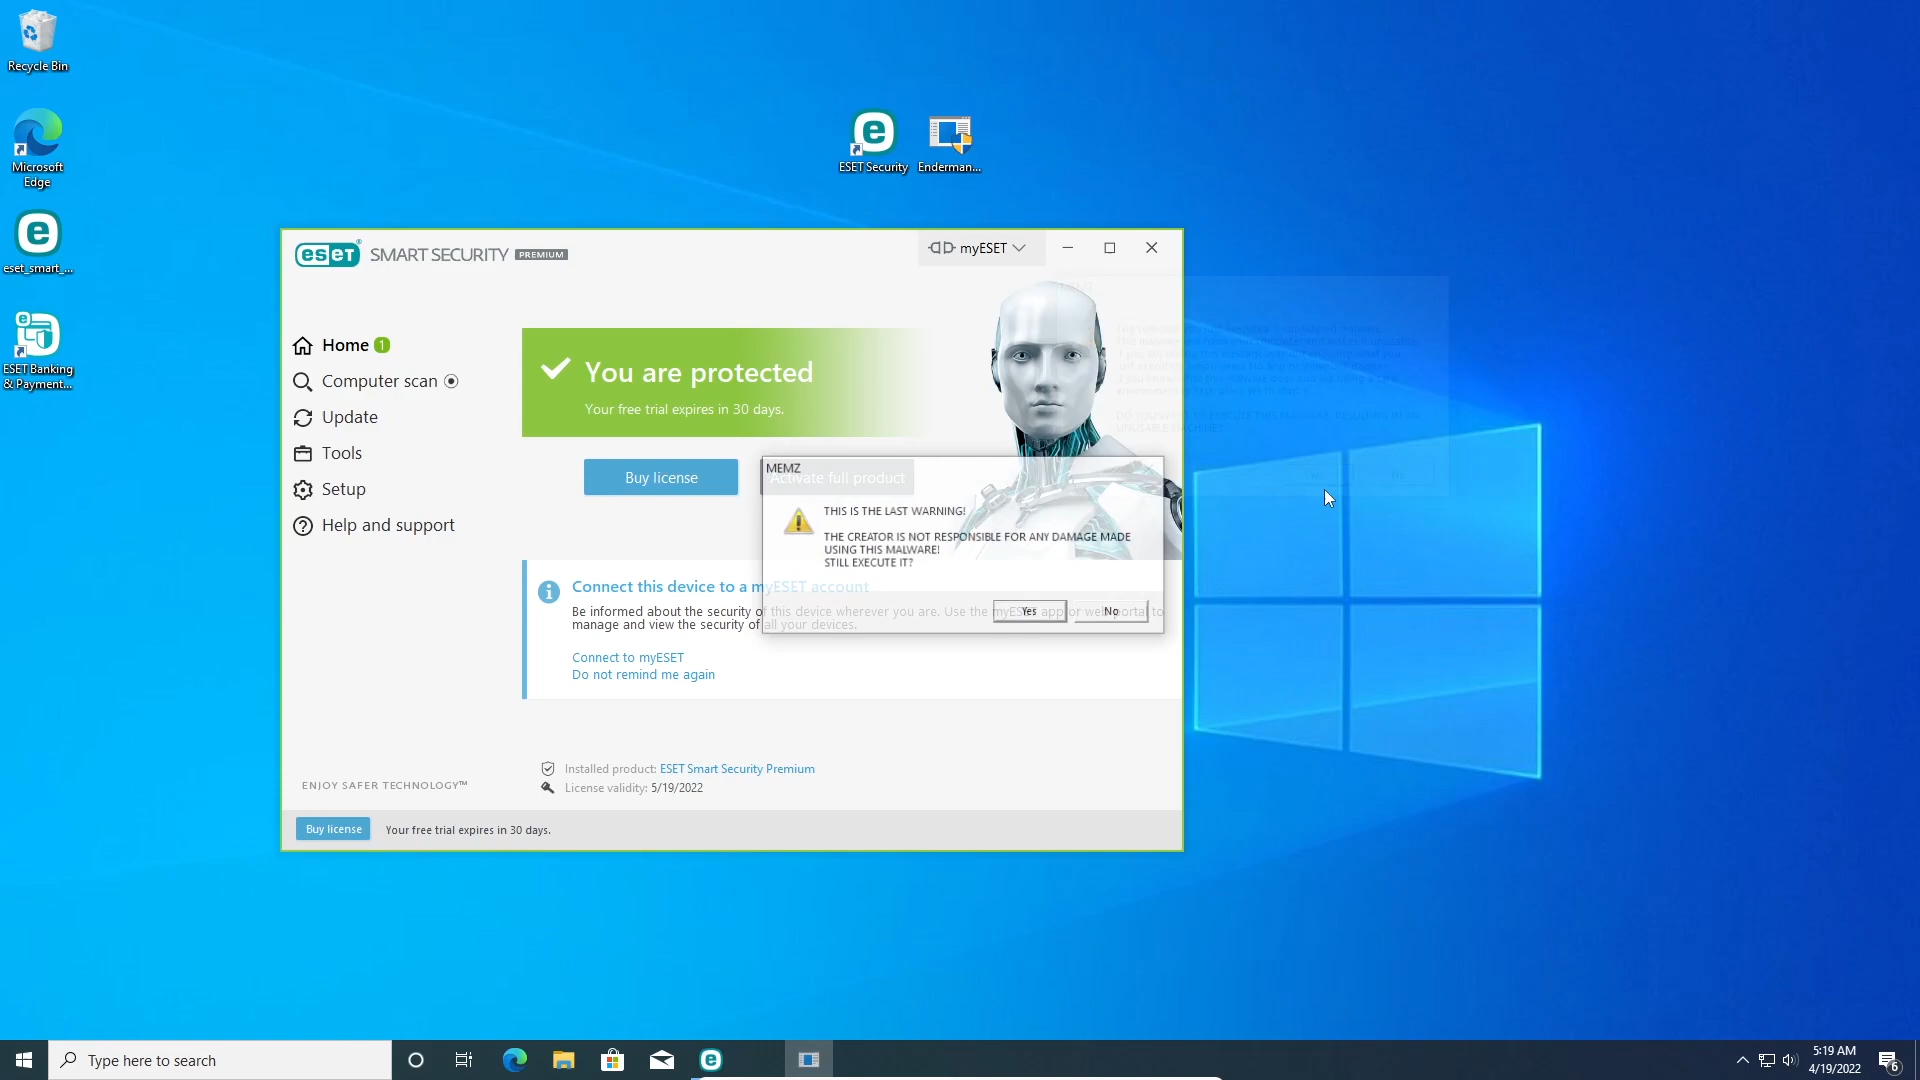 Recycle Bin
Microsoft
Edge
eset_smart_...
ESET Banking
& Payment...
ESET Security
Enderman...
eset SMART SECURITY PREMIUM
myESET
Home 1
Computer scan
Update
Tools
Setup
Help and support
You are protected
Your free trial expires in 30 days.
Buy license
Activate full product
MEMZ
THIS IS THE LAST WARNING!
THE CREATOR IS NOT RESPONSIBLE FOR ANY DAMAGE MADE
USING THIS MALWARE!
STILL EXECUTE IT?
Yes
No
Connect this device to a myESET account
Be informed about the security of this device wherever you are. Use the myESET app or web portal to
manage and view the security of all your devices.
Connect to myESET
Do not remind me again
Installed product: ESET Smart Security Premium
License validity: 5/19/2022
ENJOY SAFER TECHNOLOGY™
Buy license
Your free trial expires in 30 days.
Type here to search
5:19 AM
4/19/2022
6